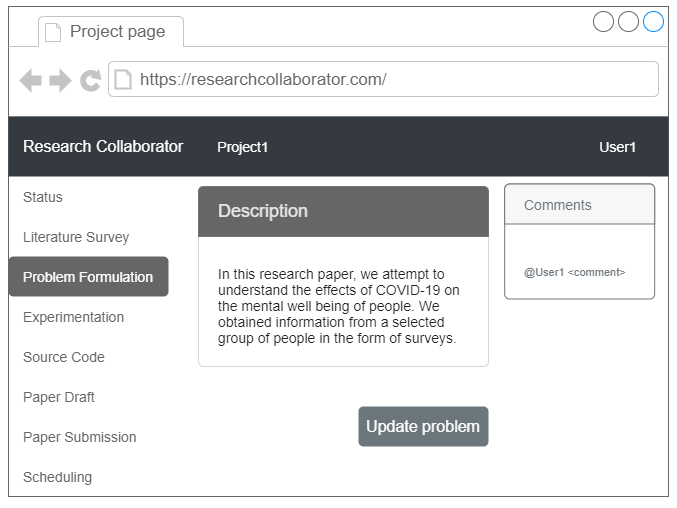 Project page
https://researchcollaborator.com/
Research Collaborator
Project1
User1
Status
Literature Survey
Problem Formulation
Experimentation
Source Code
Paper Draft
Paper Submission
Scheduling
Description
In this research paper, we attempt to
understand the effects of COVID-19 on
the mental well being of people. We
obtained information from a selected
group of people in the form of surveys.
Update problem
Comments
@User1 <comment>